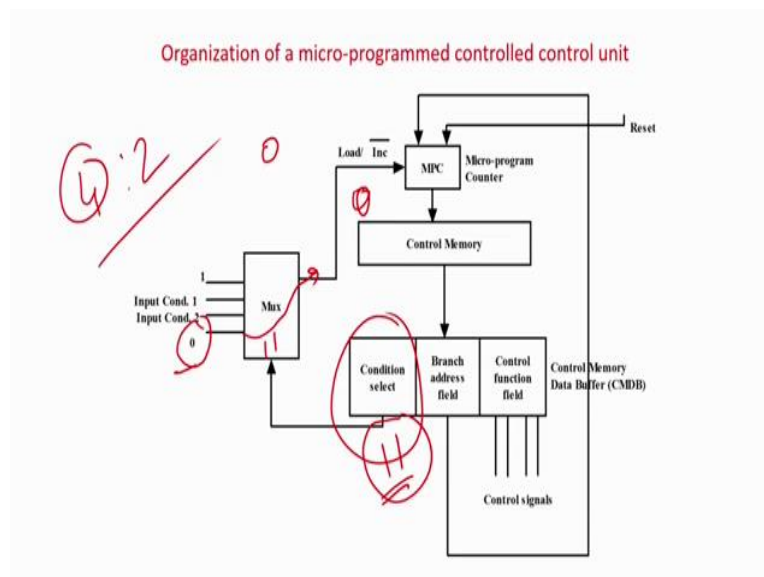 Organization of a micro-programmed controlled control unit
4:2
0
Load/ Inc
MPC
Micro-program
Counter
Reset
0
Control Memory
1
Input Cond. 1
Input Cond. 2
0
Mux
11
Condition
select
Branch
address
field
Control
function
field
Control Memory
Data Buffer (CMDB)
11
Control signals